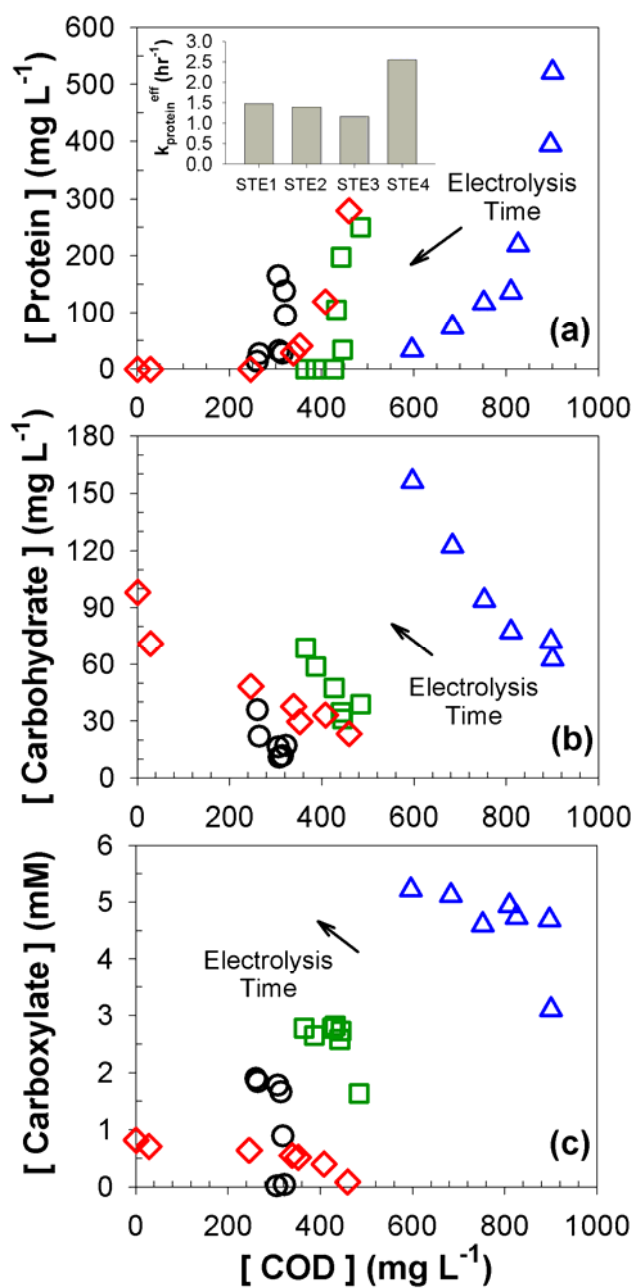 [ Protein ] (mg L⁻¹)
600
500
400
300
200
100
0
k_protein^eff (hr⁻¹)
3.0
2.5
2.0
1.5
1.0
0.5
0.0
STE1 STE2 STE3 STE4
Electrolysis
Time
(a)
0 200 400 600 800 1000
[ Carbohydrate ] (mg L⁻¹)
180
150
120
90
60
30
0
Electrolysis
Time
(b)
0 200 400 600 800 1000
[ Carboxylate ] (mM)
6
5
4
3
2
1
0
Electrolysis
Time
(c)
0 200 400 600 800 1000
[ COD ] (mg L⁻¹)